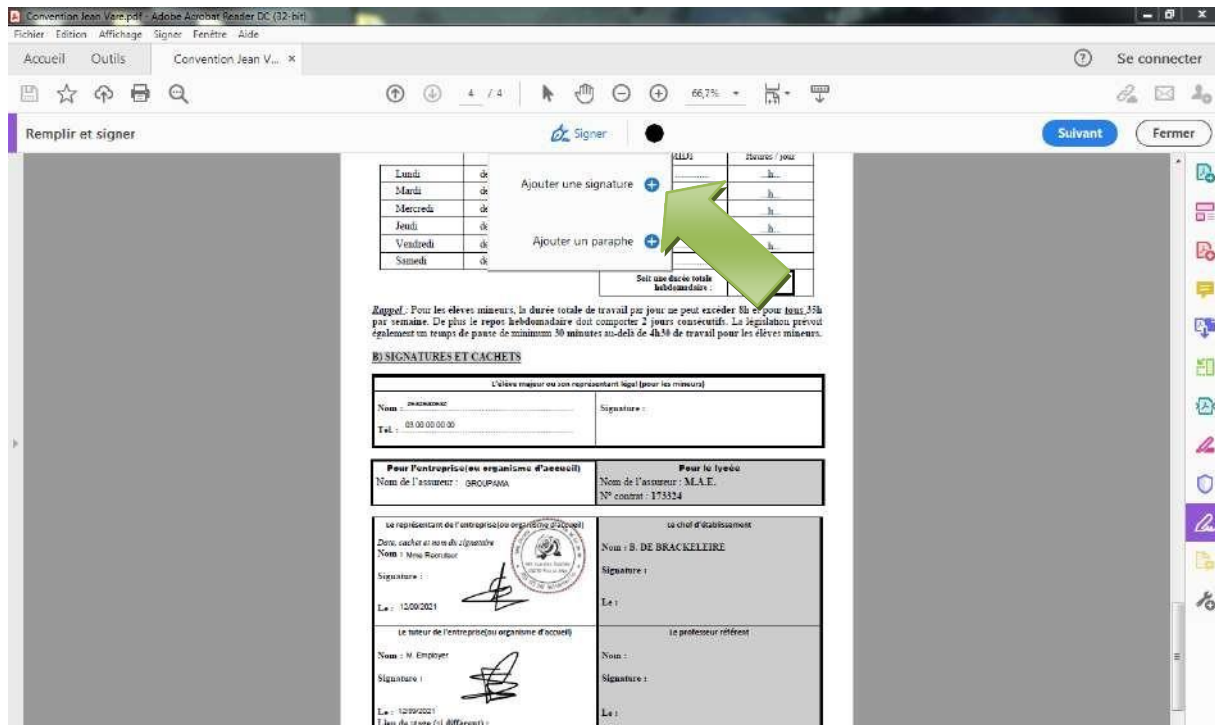 Convention Jean Vare.pdf - Adobe Acrobat Reader DC (32-bit)
Fichier Edition Affichage Signer Fenêtre Aide
Accueil Outils Convention Jean V... × ? Se connecter
4 / 4 66,7%
Remplir et signer Signer Suivant Fermer
Heures / jour
Lundi de ..h..
Mardi de ..h..
Mercredi de ..h..
Jeudi de ..h..
Vendredi de ..h..
Samedi de
Ajouter une signature
Ajouter un paraphe
Soit une durée totale
hebdomadaire :
Rappel : Pour les élèves mineurs, la durée totale de travail par jour ne peut excéder 8h et pour tous 35h
par semaine. De plus le repos hebdomadaire doit comporter 2 jours consécutifs. La législation prévoit
également un temps de pause de minimum 30 minutes au-delà de 4h30 de travail pour les élèves mineurs.
B) SIGNATURES ET CACHETS
L'élève majeur ou son représentant légal (pour les mineurs)
Nom : Signature :
Tel. : 03 00 00 00 00
Pour l'entreprise(ou organisme d'accueil) Pour le lycée
Nom de l'assureur : GROUPAMA Nom de l'assureur : M.A.E.
N° contrat : 173324
Le représentant de l'entreprise(ou organisme d'accueil) Le chef d'établissement
Date, cachet et nom du signataire
Nom : Mme Recruteur Nom : B. DE BRACKELEIRE
Signature : Signature :
Le : 12/09/2021 Le :
Le tuteur de l'entreprise(ou organisme d'accueil) Le professeur référent
Nom : M. Employer Nom :
Signature : Signature :
Le : 12/09/2021 Le :
Lieu de stage (si différent) :